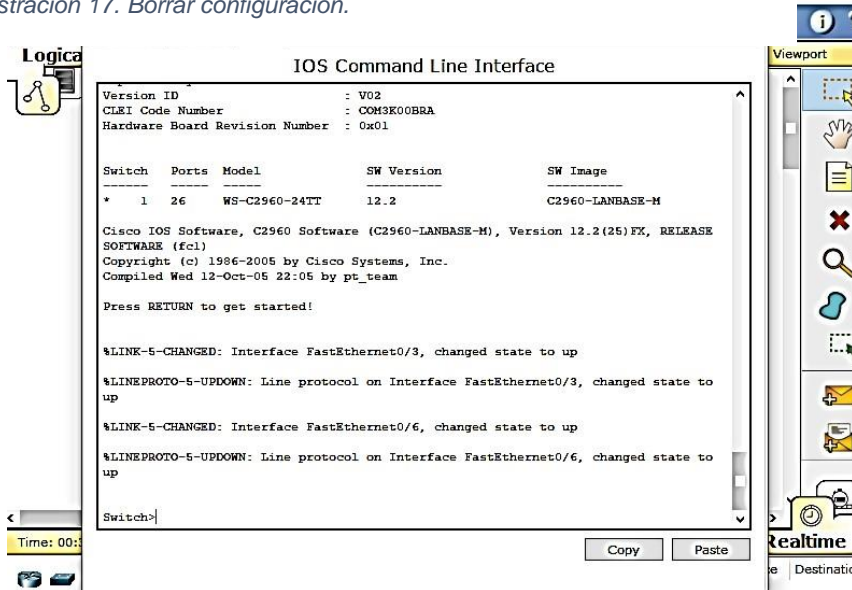 stración 17. Borrar configuración.
Logica
IOS Command Line Interface
Viewport
Version ID : V02
CLEI Code Number : COM3K00BRA
Hardware Board Revision Number : 0x01
Switch Ports Model SW Version SW Image
------ ----- ----- ---------- ----------
* 1 26 WS-C2960-24TT 12.2 C2960-LANBASE-M
Cisco IOS Software, C2960 Software (C2960-LANBASE-M), Version 12.2(25)FX, RELEASE
SOFTWARE (fc1)
Copyright (c) 1986-2005 by Cisco Systems, Inc.
Compiled Wed 12-Oct-05 22:05 by pt_team
Press RETURN to get started!
%LINK-5-CHANGED: Interface FastEthernet0/3, changed state to up
%LINEPROTO-5-UPDOWN: Line protocol on Interface FastEthernet0/3, changed state to
up
%LINK-5-CHANGED: Interface FastEthernet0/6, changed state to up
%LINEPROTO-5-UPDOWN: Line protocol on Interface FastEthernet0/6, changed state to
up
Switch>
Copy Paste
Time: 00:
Realtime
e Destinatio